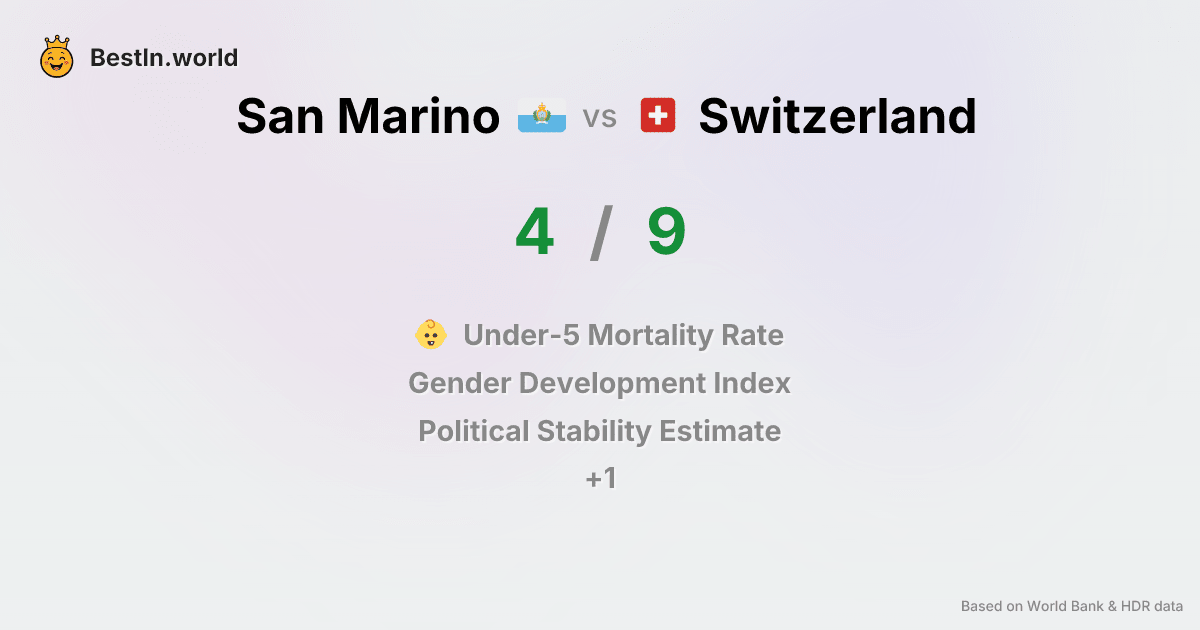 BestIn.world
San Marino vs Switzerland
4 / 9
Under-5 Mortality Rate
Gender Development Index
Political Stability Estimate
+1
Based on World Bank & HDR data